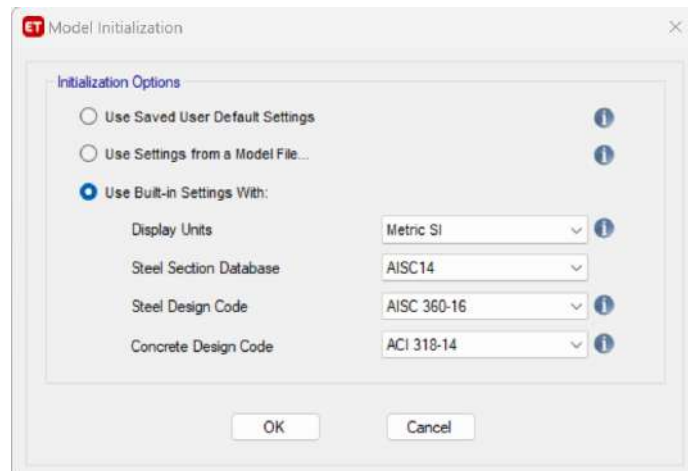 ET Model Initialization
Initialization Options
Use Saved User Default Settings
Use Settings from a Model File...
Use Built-in Settings With:
Display Units Metric SI
Steel Section Database AISC14
Steel Design Code AISC 360-16
Concrete Design Code ACI 318-14
OK Cancel